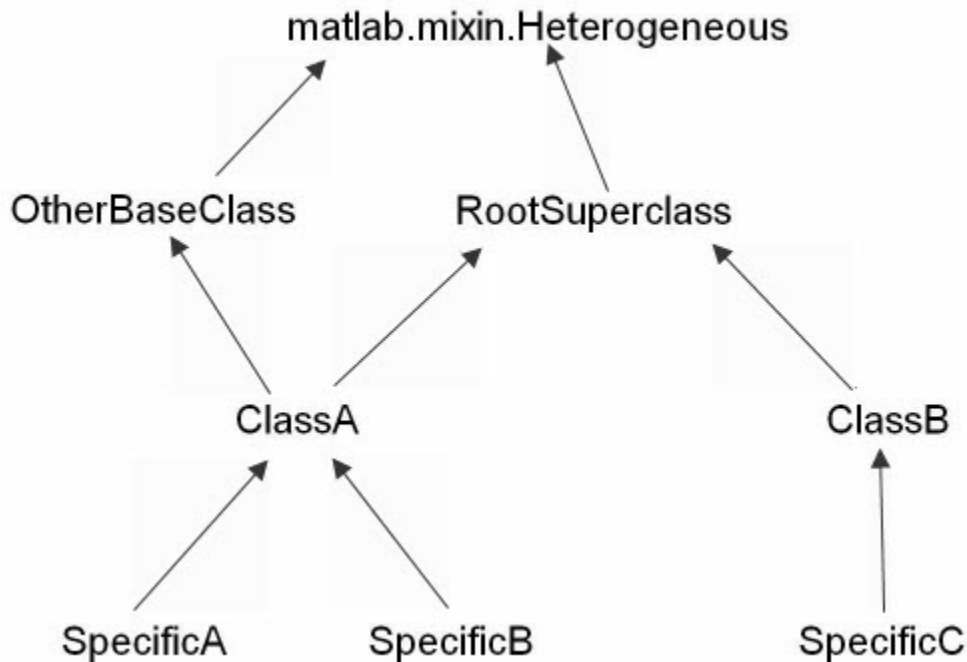 matlab.mixin.Heterogeneous
OtherBaseClass
RootSuperclass
ClassA
ClassB
SpecificA
SpecificB
SpecificC